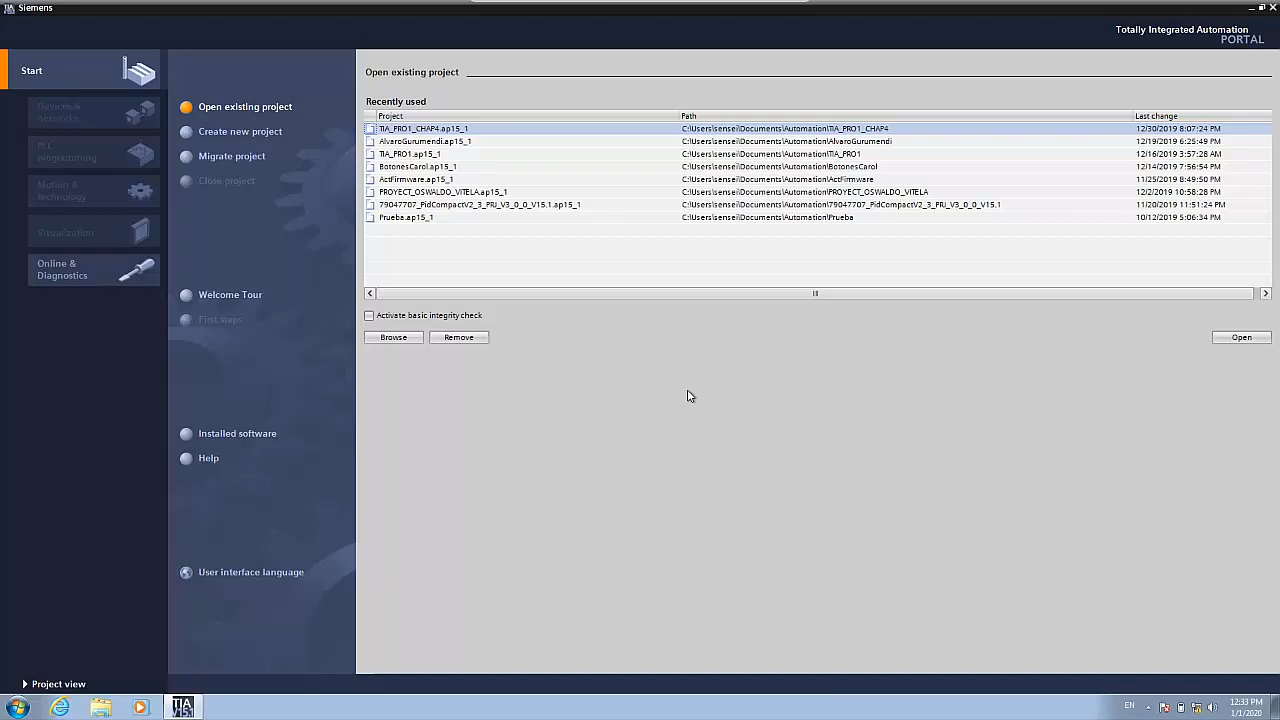 Siemens
Totally Integrated Automation
PORTAL
Start
Devices & networks
PLC programming
Motion & technology
Visualization
Online & Diagnostics
Open existing project
Create new project
Migrate project
Close project
Welcome Tour
First steps
Installed software
Help
User interface language
Open existing project
Recently used
Project Path Last change
TIA_PRO1_CHAP4.ap15_1 C:\Users\sensei\Documents\Automation\TIA_PRO1_CHAP4 12/30/2019 8:07:24 PM
AlvaroGurumendi.ap15_1 C:\Users\sensei\Documents\Automation\AlvaroGurumendi 12/19/2019 6:25:49 PM
TIA_PRO1.ap15_1 C:\Users\sensei\Documents\Automation\TIA_PRO1 12/16/2019 3:57:28 AM
BotonesCarol.ap15_1 C:\Users\sensei\Documents\Automation\BotonesCarol 12/14/2019 7:56:54 PM
ActFirmware.ap15_1 C:\Users\sensei\Documents\Automation\ActFirmware 11/25/2019 8:49:50 PM
PROYECT_OSWALDO_VITELA.ap15_1 C:\Users\sensei\Documents\Automation\PROYECT_OSWALDO_VITELA 12/2/2019 10:58:28 PM
79047707_PidCompactV2_3_PRJ_V3_0_0_V15.1.ap15_1 C:\Users\sensei\Documents\Automation\79047707_PidCompactV2_3_PRJ_V3_0_0_V15.1 11/20/2019 11:51:24 PM
Prueba.ap15_1 C:\Users\sensei\Documents\Automation\Prueba 10/12/2019 5:06:34 PM
Activate basic integrity check
Browse Remove Open
Project view
TIA
V15.1
EN
12:33 PM
1/1/2020